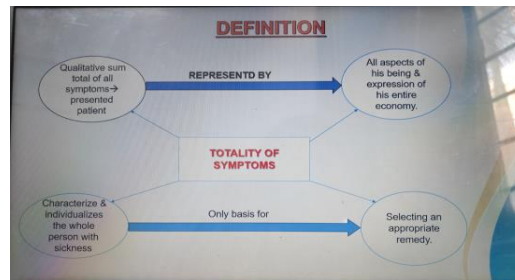 DEFINITION
Qualitative sum
total of all
symptoms→
presented
patient
REPRESENTD BY
All aspects of
his being &
expression of
his entire
economy.
TOTALITY OF
SYMPTOMS
Characterize &
individualizes
the whole
person with
sickness
Only basis for
Selecting an
appropriate
remedy.